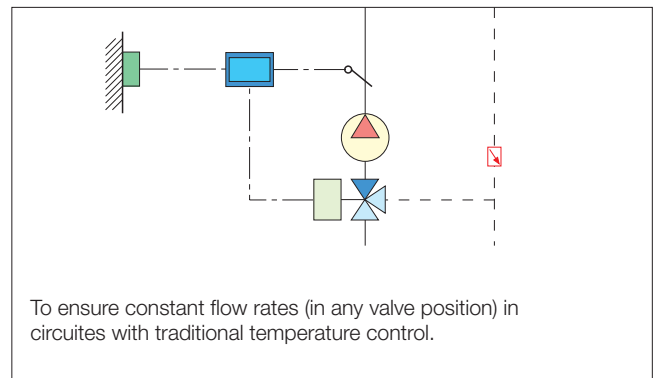 To ensure constant flow rates (in any valve position) in
circuites with traditional temperature control.